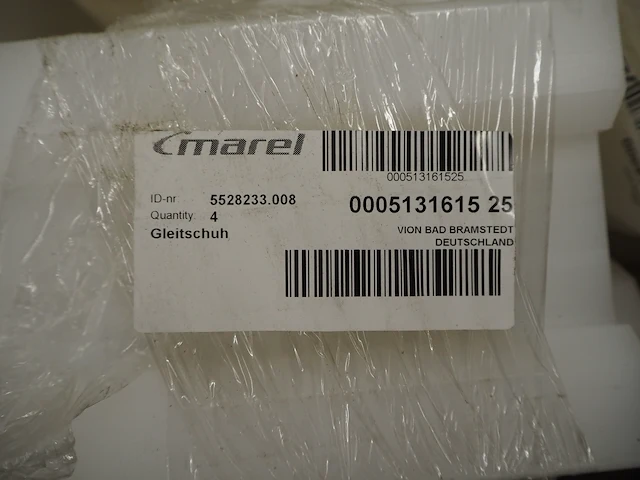 marel
000513161525
ID-nr 5528233.008
0005131615 25
Quantity: 4
VION BAD BRAMSTEDT
Gleitschuh
DEUTSCHLAND